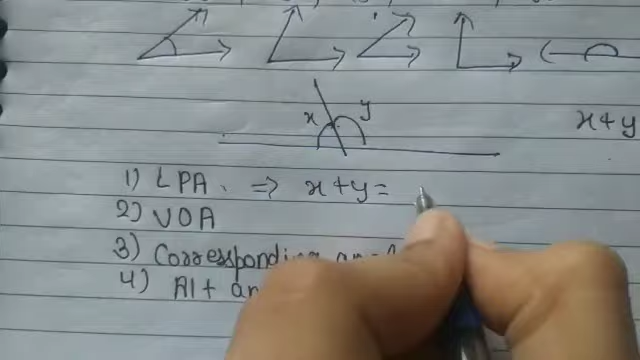 x y
x+y
1) LPA. ⇒ x+y=
2) VOA
3) Corresponding
4) Alt